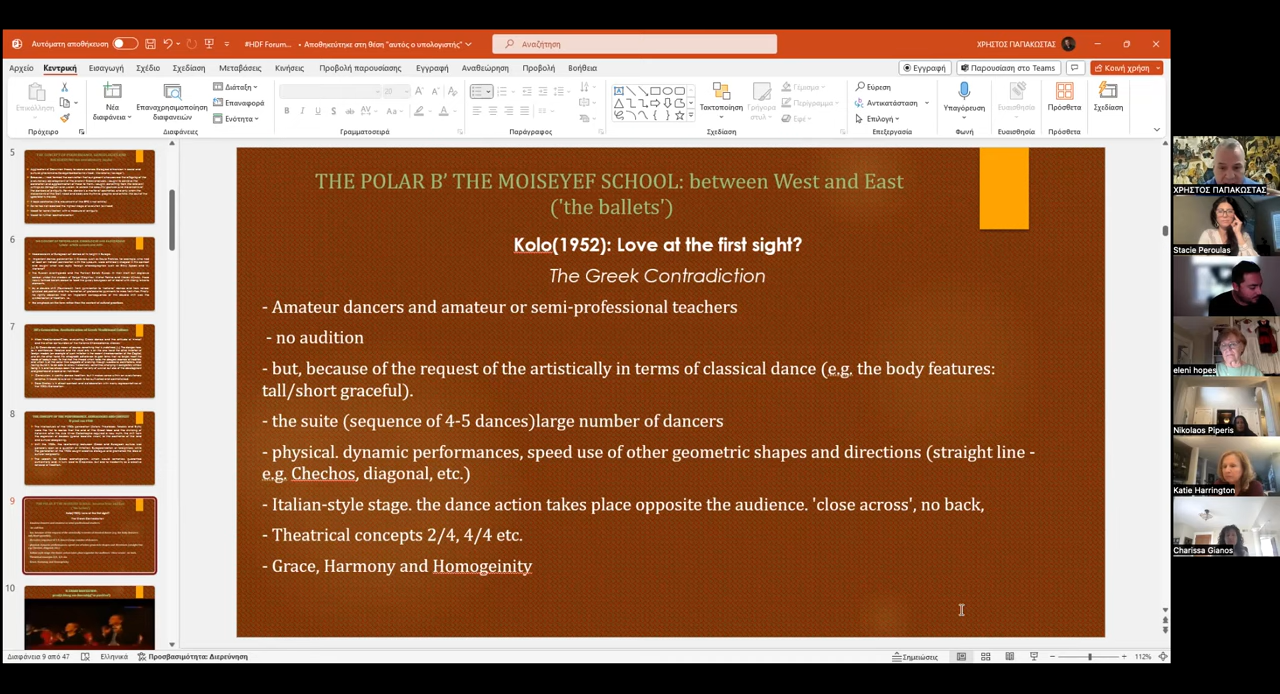 Αυτόματη αποθήκευση
#HDF Forum... • Αποθηκεύτηκε στη θέση "αυτός ο υπολογιστής"
Αναζήτηση
ΧΡΗΣΤΟΣ ΠΑΠΑΚΩΣΤΑΣ
Αρχείο Κεντρική Εισαγωγή Σχέδιο Σχεδίαση Μεταβάσεις Κινήσεις Προβολή παρουσίασης Εγγραφή Αναθεώρηση Προβολή Βοήθεια
Εγγραφή Παρουσίαση στο Teams Κοινή χρήση
Επικόλληση
Νέα διαφάνεια
Επαναχρησιμοποίηση διαφανειών
Διάταξη
Επαναφορά
Ενότητα
Τακτοποίηση
Γρήγορα στυλ
Γέμισμα
Περίγραμμα
Εφέ
Εύρεση
Αντικατάσταση
Επιλογή
Υπαγόρευση
Ευαισθησία
Πρόσθετα
Σχεδίαση
Πρόχειρο Διαφάνειες Γραμματοσειρά Παράγραφος Σχεδίαση Επεξεργασία Φωνή Ευαισθησία Πρόσθετα
5
6
7
8
9
10
THE POLAR B' THE MOISEYEF SCHOOL: between West and East
('the ballets')
Kolo(1952): Love at the first sight?
The Greek Contradiction
- Amateur dancers and amateur or semi-professional teachers
- no audition
- but, because of the request of the artistically in terms of classical dance (e.g. the body features:
tall/short graceful).
- the suite (sequence of 4-5 dances)large number of dancers
- physical. dynamic performances, speed use of other geometric shapes and directions (straight line -
e.g. Chechos, diagonal, etc.)
- Italian-style stage. the dance action takes place opposite the audience. 'close across', no back,
- Theatrical concepts 2/4, 4/4 etc.
- Grace, Harmony and Homogeinity
ΧΡΗΣΤΟΣ ΠΑΠΑΚΩΣΤΑΣ
Stacie Peroulas
eleni hopes
Nikolaos Piperis
Katie Harrington
Charissa Gianos
Διαφάνεια 9 από 47 Ελληνικά Προσβασιμότητα: Διερεύνηση
Σημειώσεις 112%